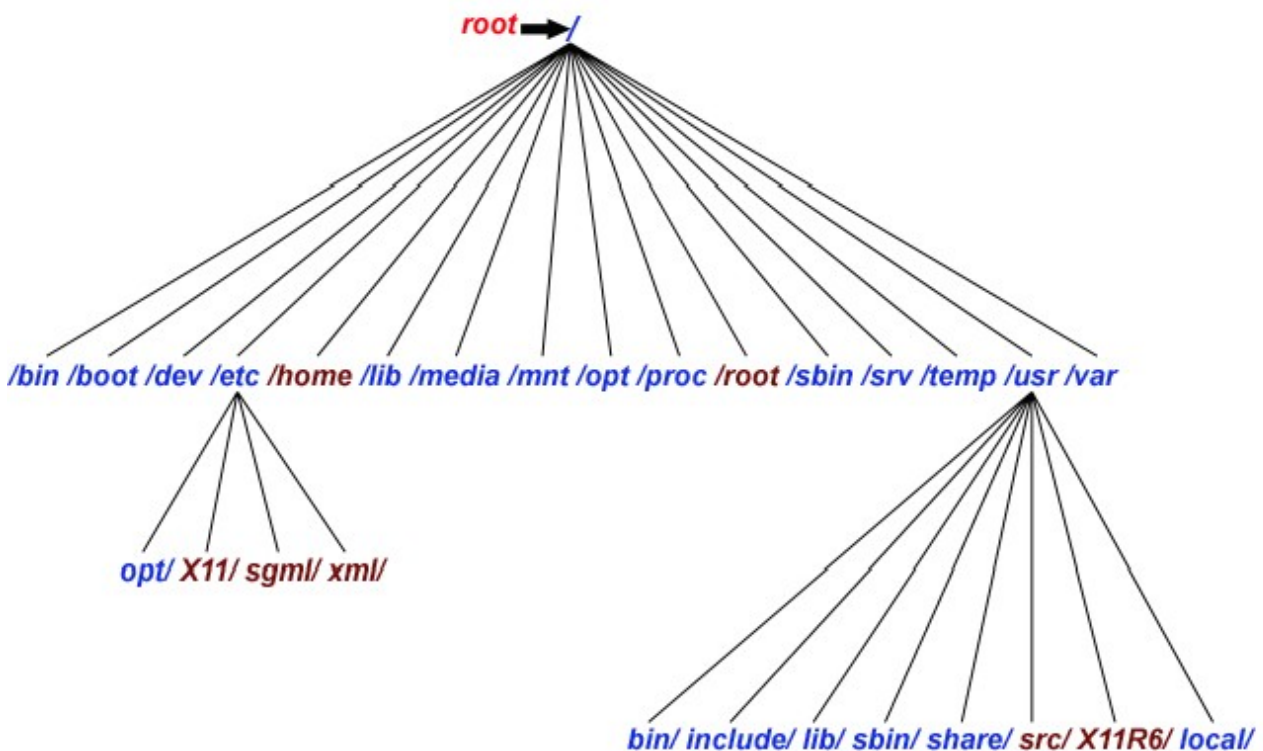 root /
/bin /boot /dev /etc /home /lib /media /mnt /opt /proc /root /sbin /srv /temp /usr /var
opt/ X11/ sgml/ xml/
bin/ include/ lib/ sbin/ share/ src/ X11R6/ local/